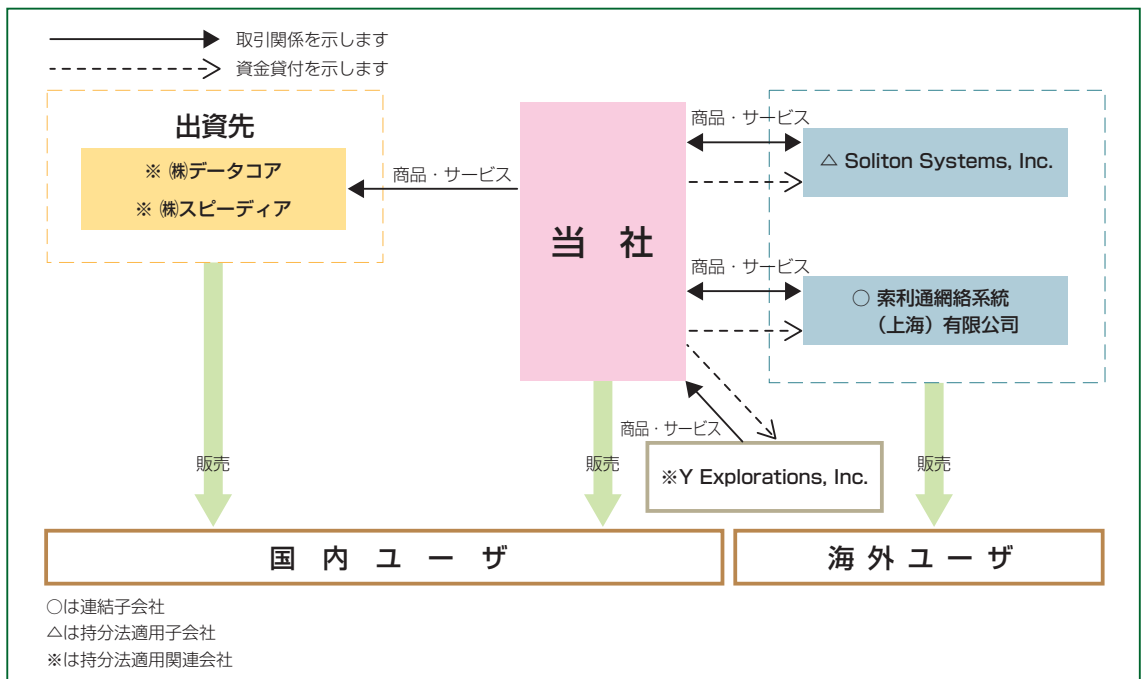 取引関係を示します
資金貸付を示します
出資先
※ ㈱データコア
※ ㈱スピーディア
商品・サービス
当 社
商品・サービス
△ Soliton Systems, Inc.
商品・サービス
○ 索利通網絡系統
（上海）有限公司
商品・サービス
※Y Explorations, Inc.
販売
販売
販売
国 内 ユ ー ザ
海 外 ユ ー ザ
○は連結子会社
△は持分法適用子会社
※は持分法適用関連会社